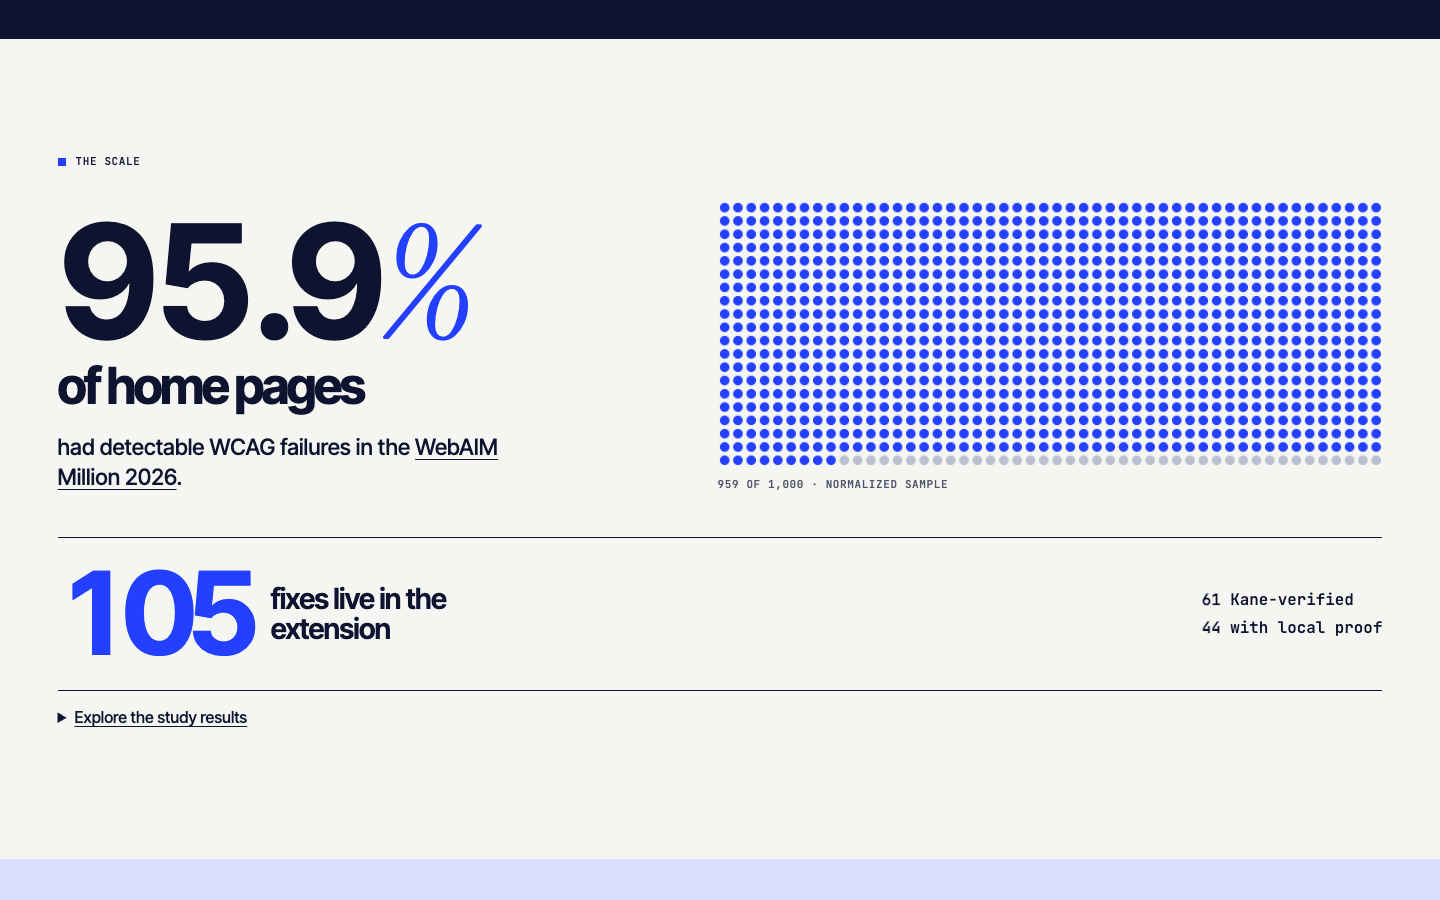 THE SCALE
95.9%
of home pages
had detectable WCAG failures in the WebAIM
Million 2026.
959 OF 1,000 · NORMALIZED SAMPLE
105
fixes live in the
extension
61 Kane-verified
44 with local proof
Explore the study results